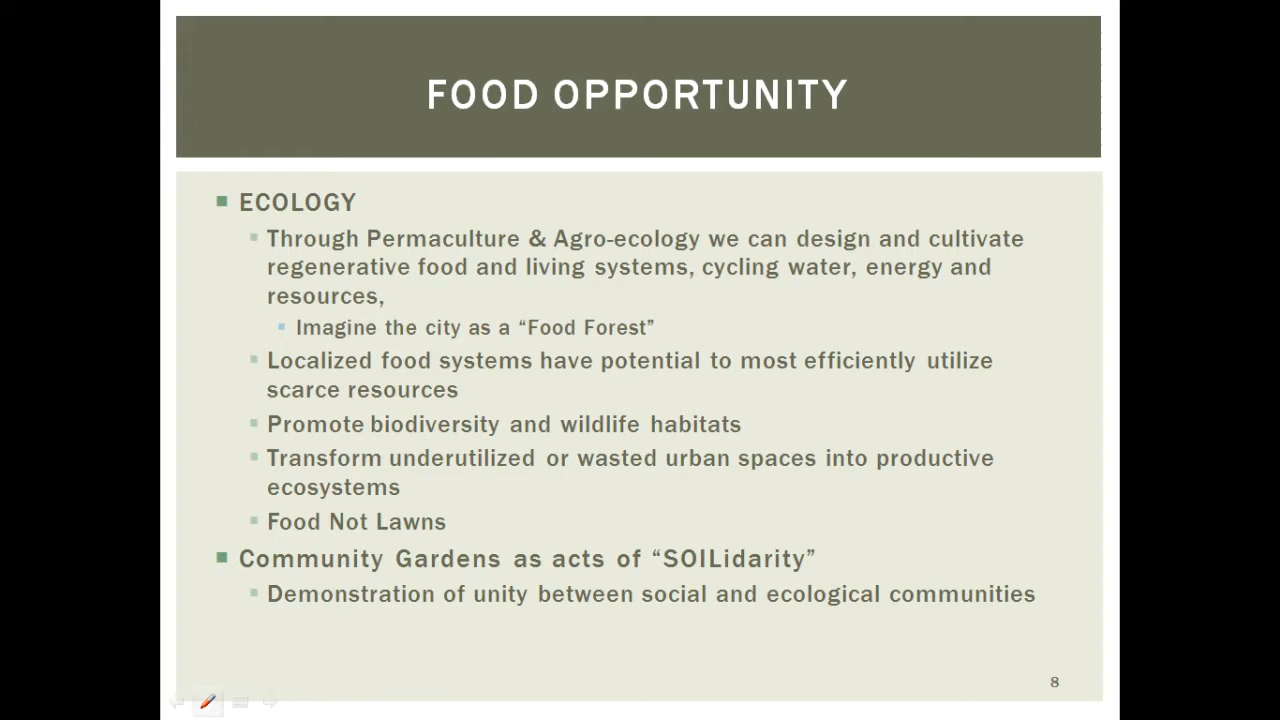 FOOD OPPORTUNITY
ECOLOGY
Through Permaculture & Agro-ecology we can design and cultivate
regenerative food and living systems, cycling water, energy and
resources,
Imagine the city as a “Food Forest”
Localized food systems have potential to most efficiently utilize
scarce resources
Promote biodiversity and wildlife habitats
Transform underutilized or wasted urban spaces into productive
ecosystems
Food Not Lawns
Community Gardens as acts of “SOILidarity”
Demonstration of unity between social and ecological communities
8